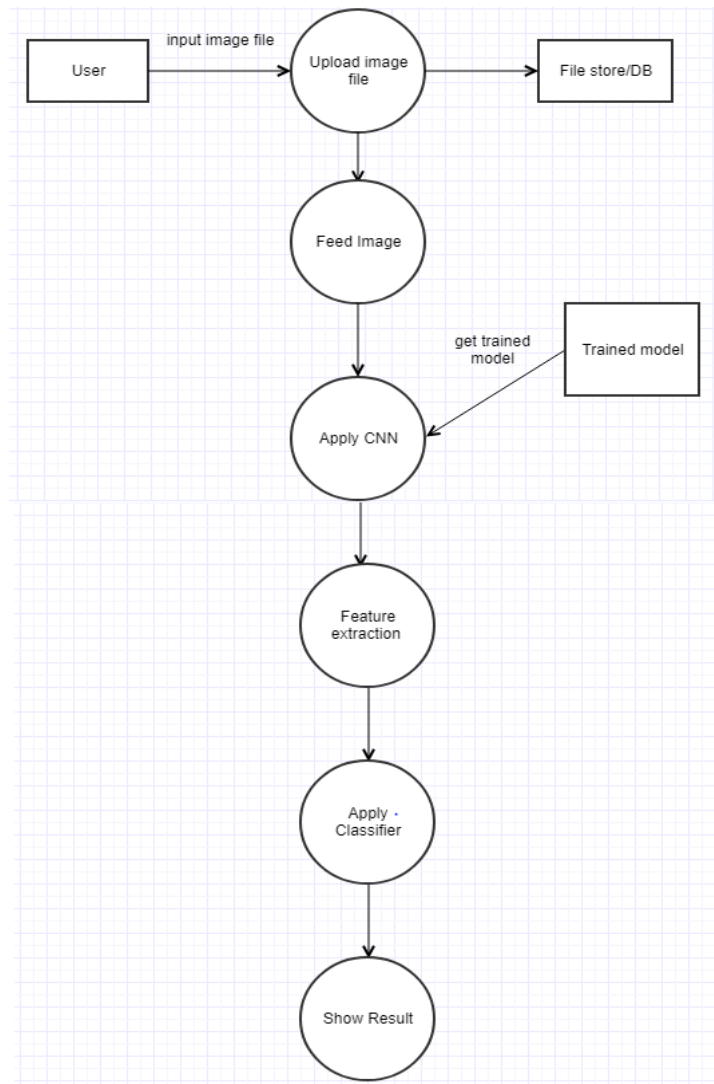 input image file
User
Upload image
file
File store/DB
Feed Image
get trained
model
Trained model
Apply CNN
Feature
extraction
Apply
Classifier
Show Result